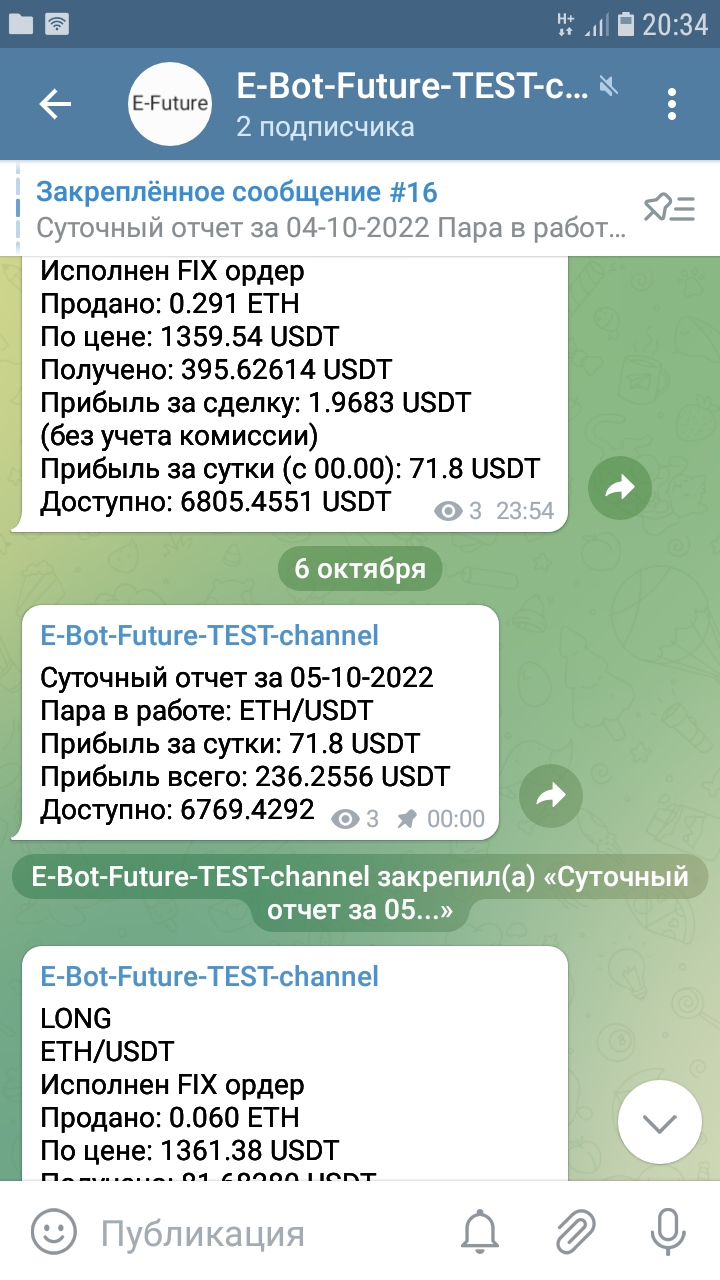 H+ 20:34
E-Future
E-Bot-Future-TEST-c...
2 подписчика
Закреплённое сообщение #16
Суточный отчет за 04-10-2022 Пара в работ...
Исполнен FIX ордер
Продано: 0.291 ETH
По цене: 1359.54 USDT
Получено: 395.62614 USDT
Прибыль за сделку: 1.9683 USDT
(без учета комиссии)
Прибыль за сутки (с 00.00): 71.8 USDT
Доступно: 6805.4551 USDT 3 23:54
6 октября
E-Bot-Future-TEST-channel
Суточный отчет за 05-10-2022
Пара в работе: ETH/USDT
Прибыль за сутки: 71.8 USDT
Прибыль всего: 236.2556 USDT
Доступно: 6769.4292 3 00:00
E-Bot-Future-TEST-channel закрепил(а) «Суточный
отчет за 05...»
E-Bot-Future-TEST-channel
LONG
ETH/USDT
Исполнен FIX ордер
Продано: 0.060 ETH
По цене: 1361.38 USDT
Получено: 81.68280 USDT
Публикация